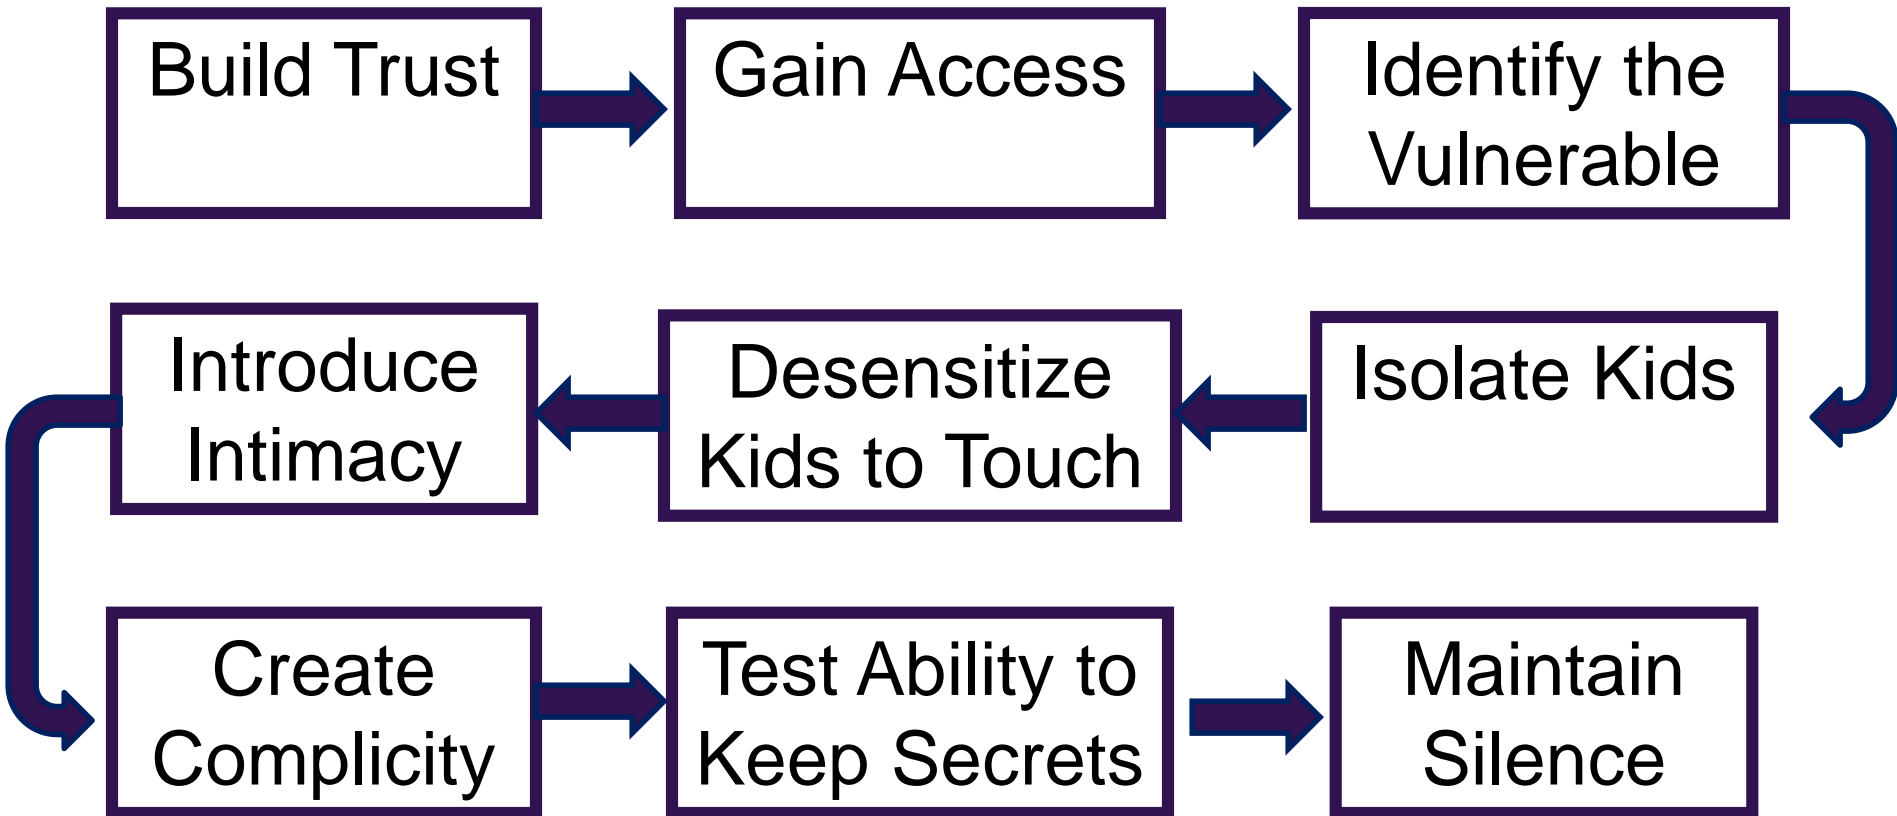 Build Trust
Gain Access
Identify the
Vulnerable
Isolate Kids
Desensitize
Kids to Touch
Introduce
Intimacy
Create
Complicity
Test Ability to
Keep Secrets
Maintain
Silence